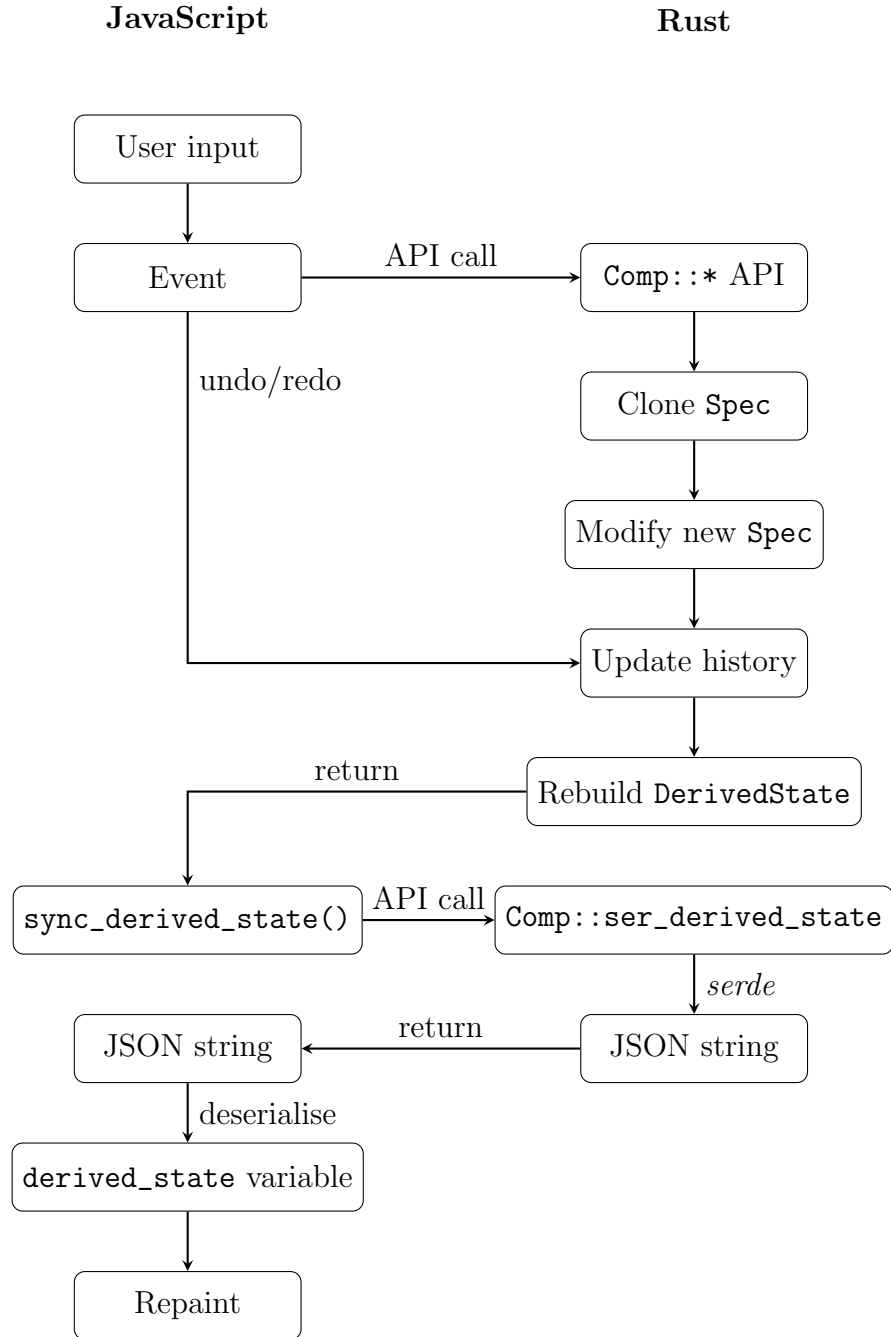 JavaScript
Rust
User input
Event
API call
Comp::* API
undo/redo
Clone Spec
Modify new Spec
Update history
return
Rebuild DerivedState
sync_derived_state()
API call
Comp::ser_derived_state
serde
JSON string
return
JSON string
deserialise
derived_state variable
Repaint